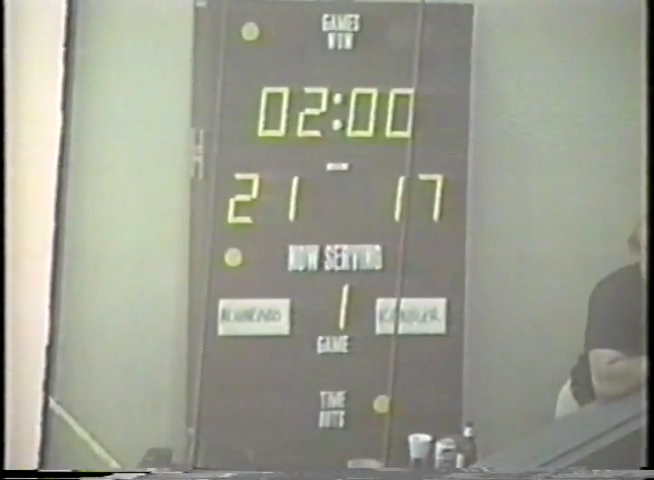 GAMES
WON
02:00
21 17
NOW SERVING
1
GAME
TIME
OUTS